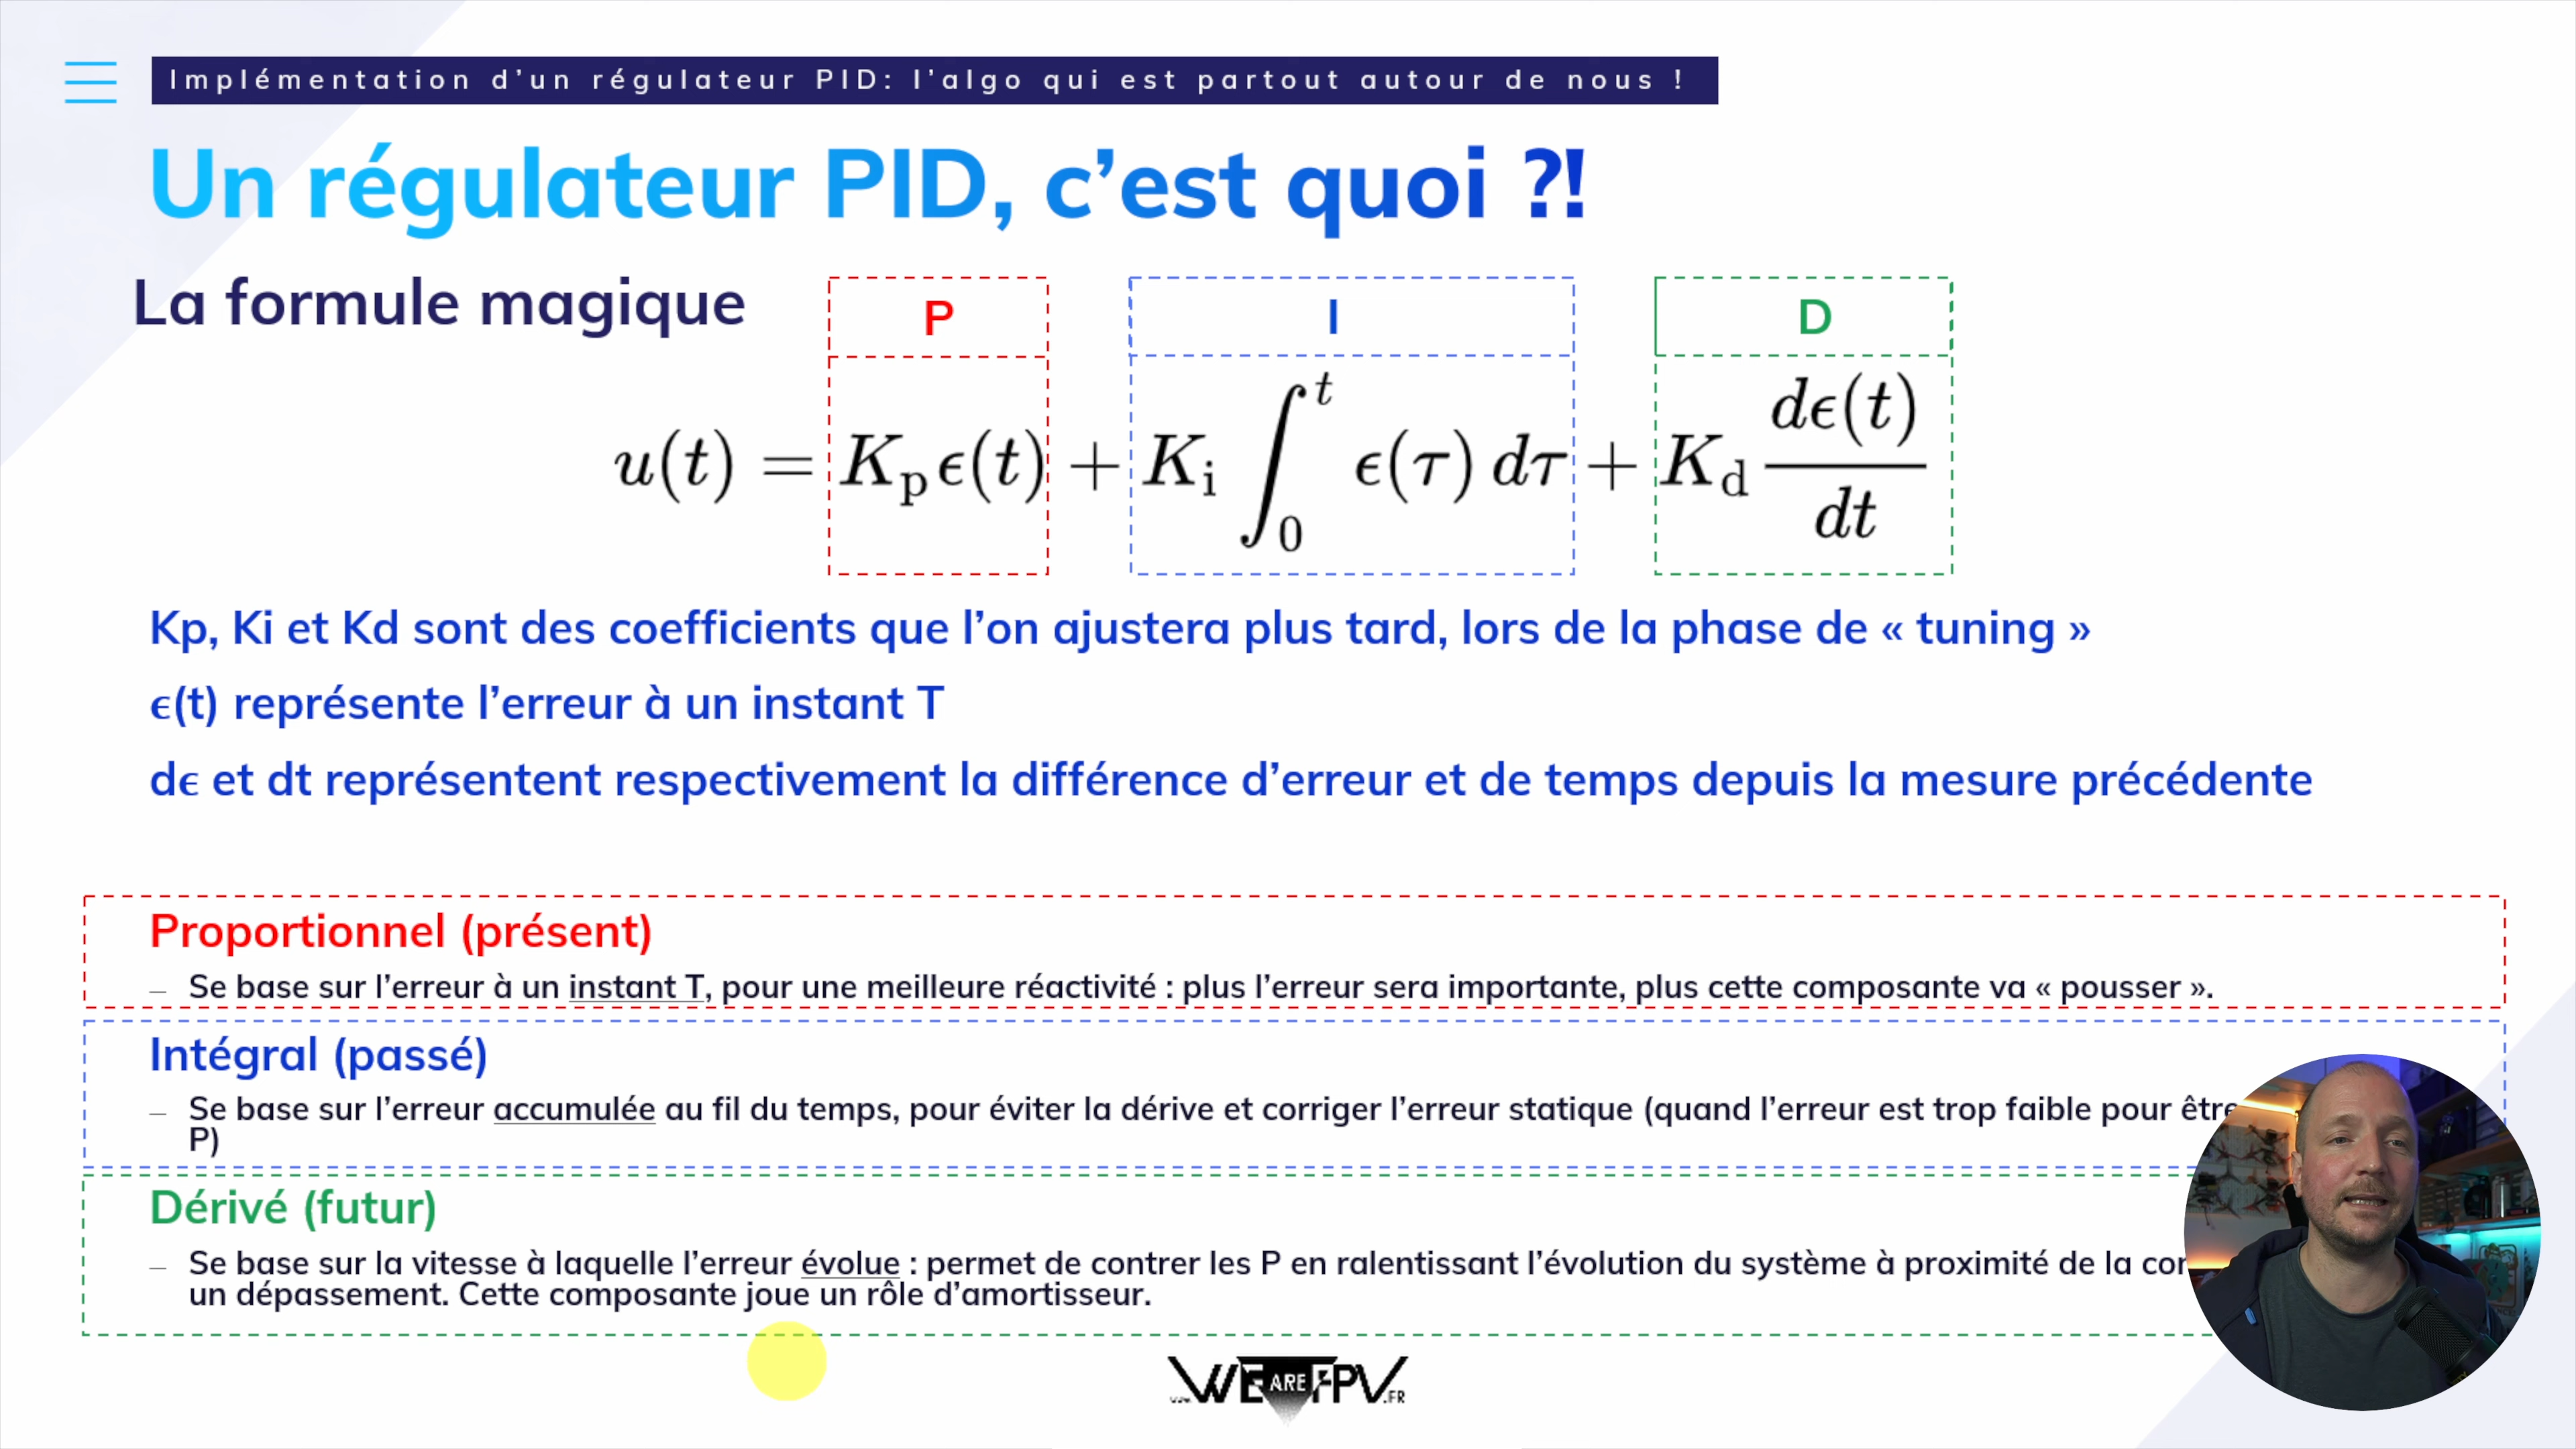 Implémentation d'un régulateur PID: l'algo qui est partout autour de nous !
Un régulateur PID, c'est quoi ?!
La formule magique
P
I
D
u(t) = K_p ϵ(t) + K_i ∫_0^t ϵ(τ) dτ + K_d dϵ(t)/dt
Kp, Ki et Kd sont des coefficients que l'on ajustera plus tard, lors de la phase de « tuning »
ϵ(t) représente l'erreur à un instant T
dϵ et dt représentent respectivement la différence d'erreur et de temps depuis la mesure précédente
Proportionnel (présent)
– Se base sur l'erreur à un instant T, pour une meilleure réactivité : plus l'erreur sera importante, plus cette composante va « pousser ».
Intégral (passé)
– Se base sur l'erreur accumulée au fil du temps, pour éviter la dérive et corriger l'erreur statique (quand l'erreur est trop faible pour être
P)
Dérivé (futur)
– Se base sur la vitesse à laquelle l'erreur évolue : permet de contrer les P en ralentissant l'évolution du système à proximité de la
un dépassement. Cette composante joue un rôle d'amortisseur.
WE ARE FPV.FR